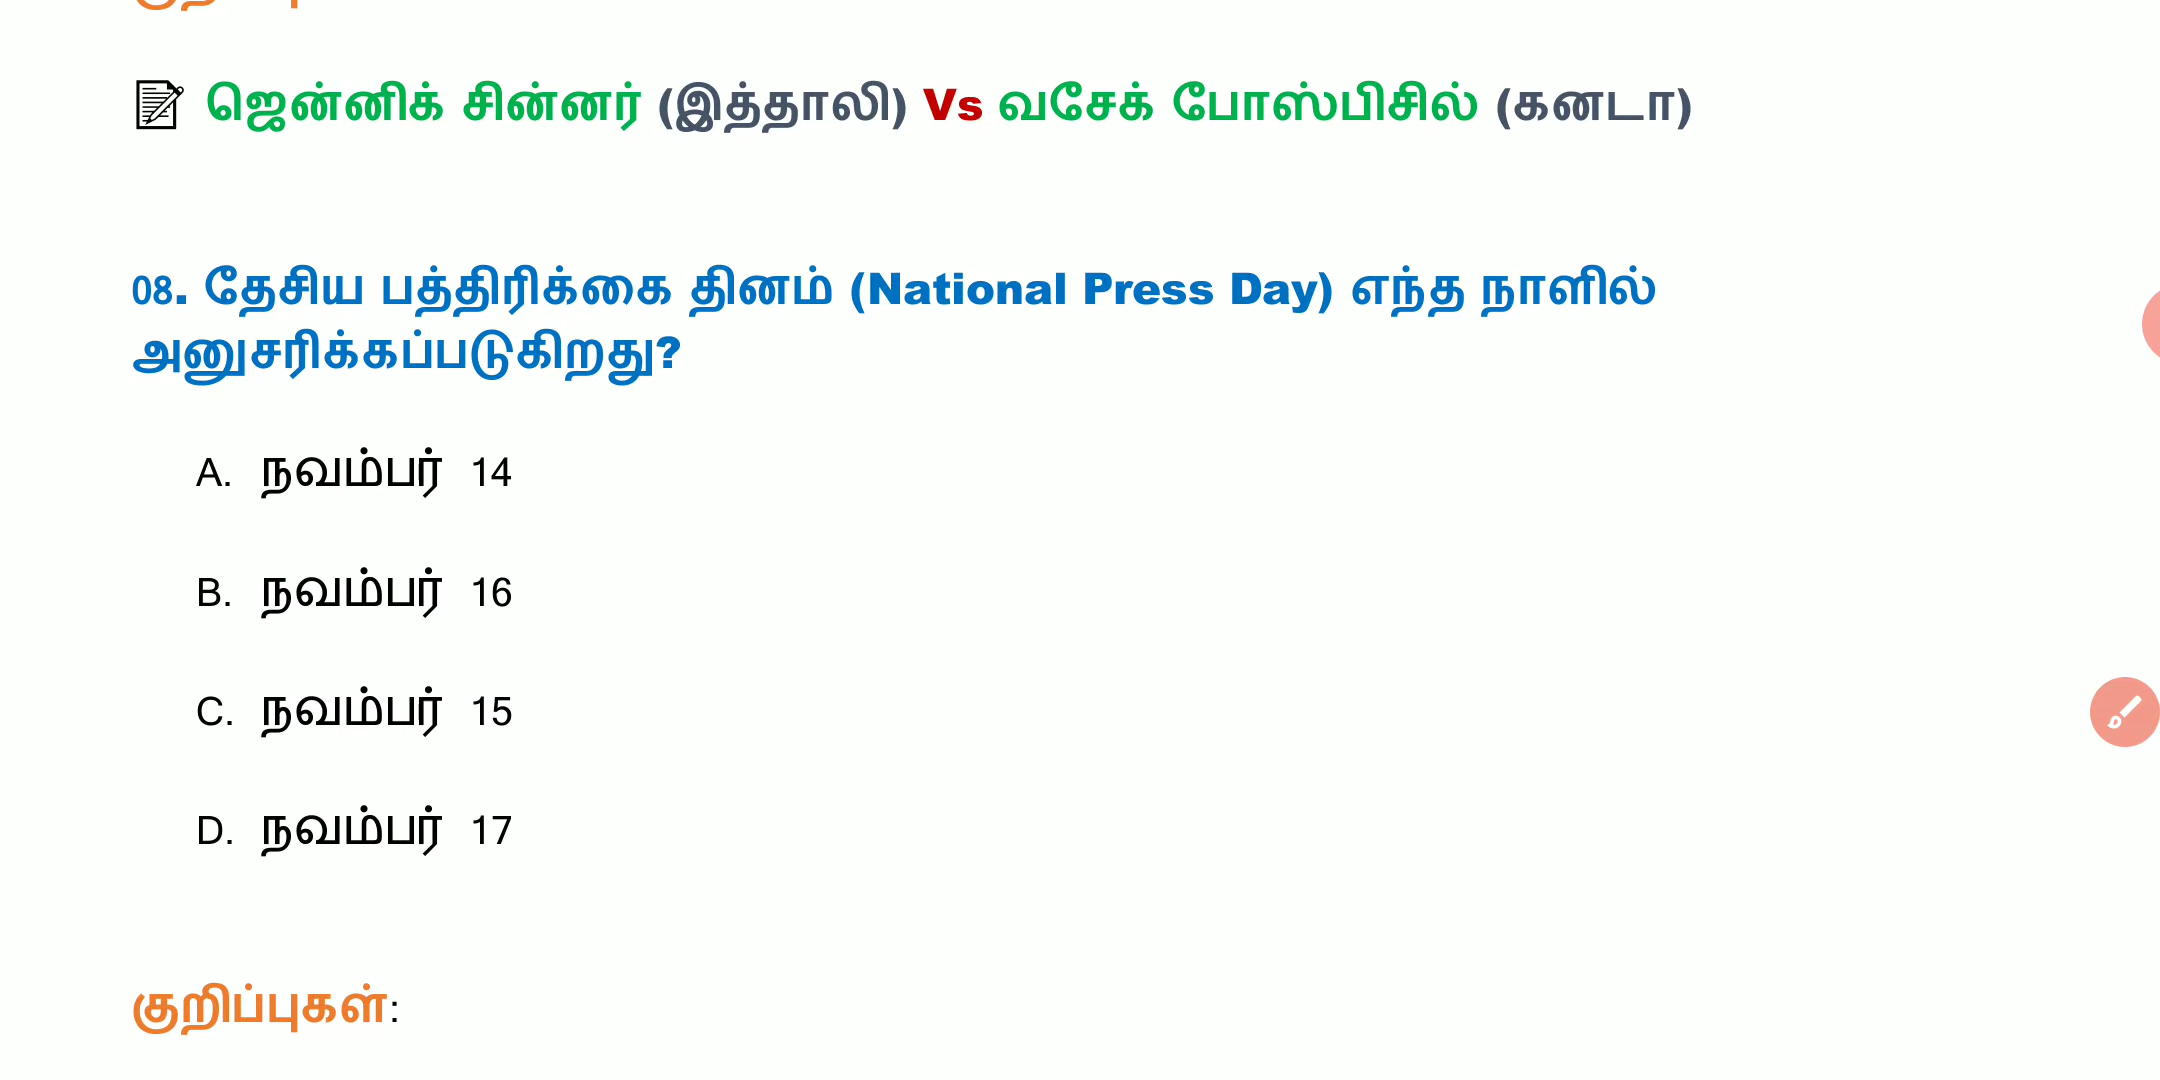 ஜென்னிக் சின்னர் (இத்தாலி) Vs வசேக் போஸ்பிசில் (கனடா)
08. தேசிய பத்திரிக்கை தினம் (National Press Day) எந்த நாளில்
அனுசரிக்கப்படுகிறது?
A. நவம்பர் 14
B. நவம்பர் 16
C. நவம்பர் 15
D. நவம்பர் 17
குறிப்புகள்: